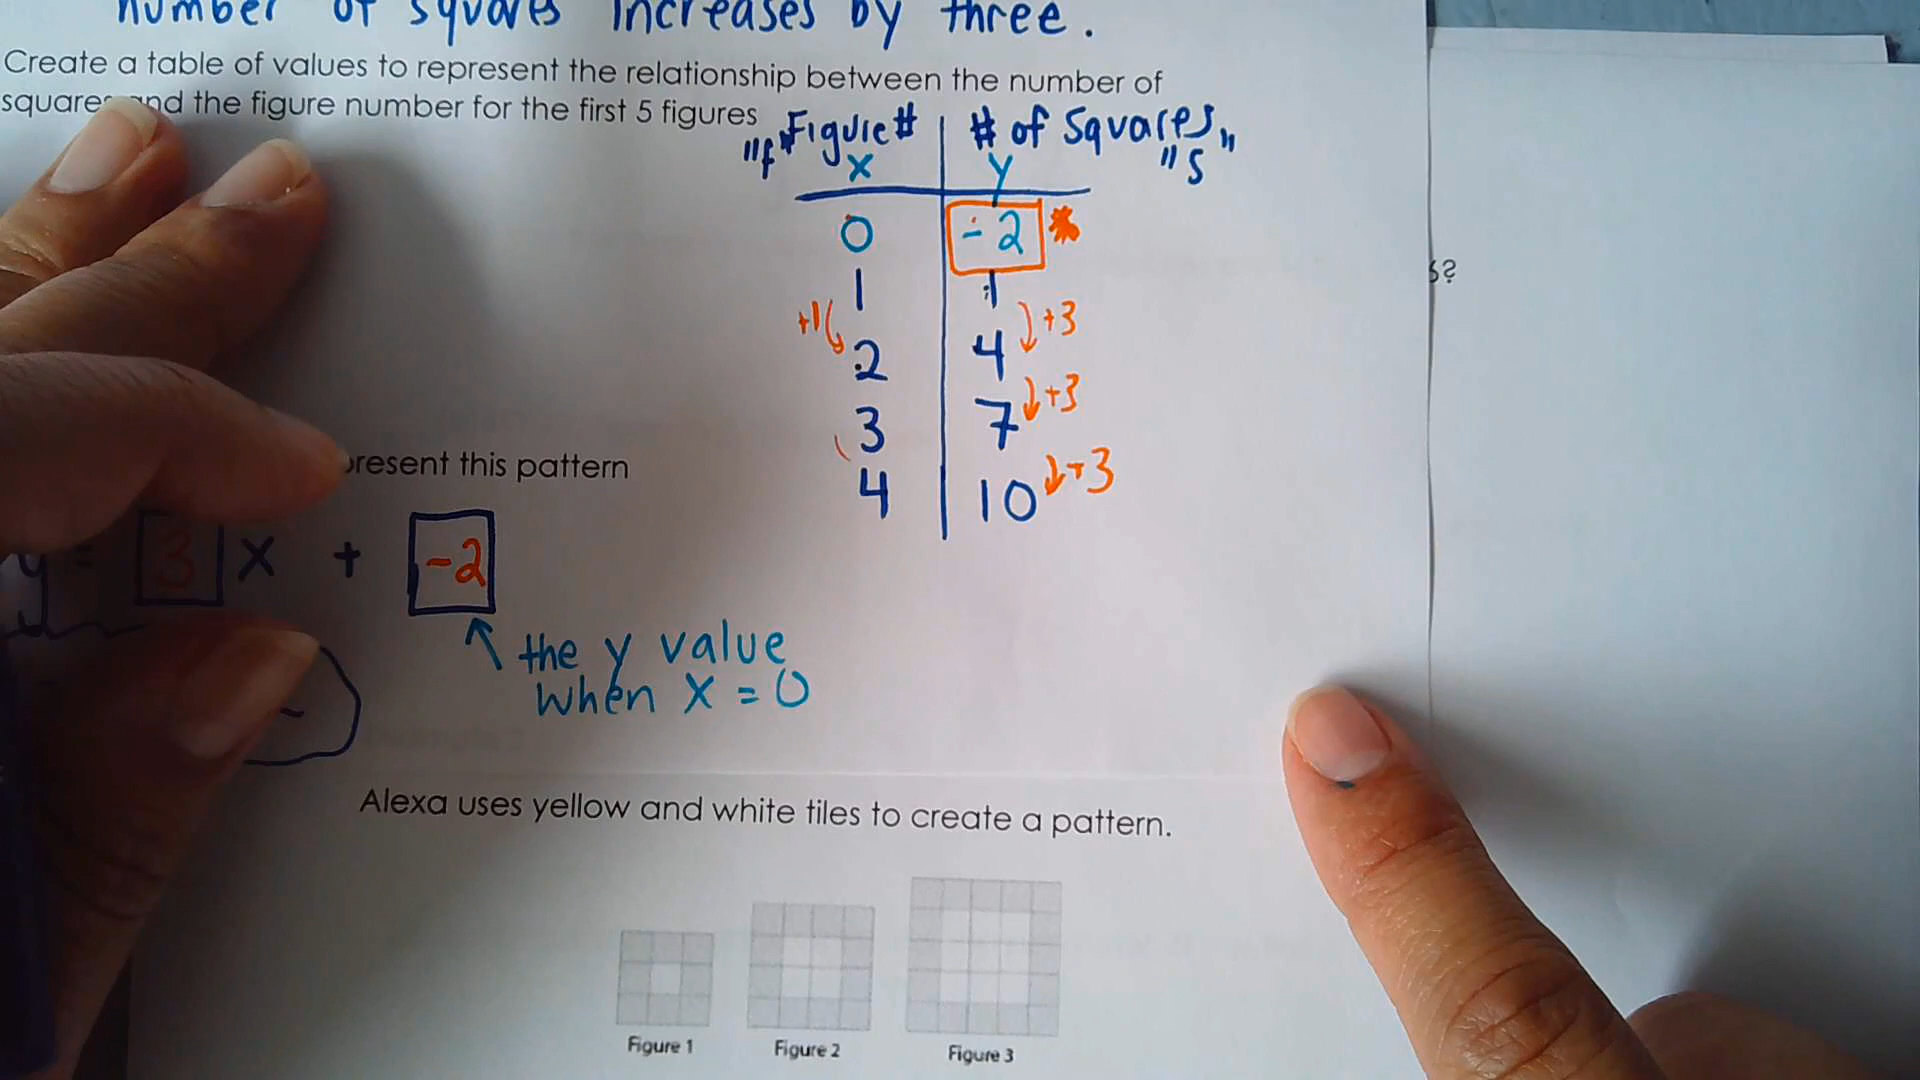 number of squares increases by three.
Create a table of values to represent the relationship between the number of
squares and the figure number for the first 5 figures
Figure # # of Squares
"f" x y "s"
0 -2 *
1 1
+1 +3
2 4
+3
3 7
+3
4 10
present this pattern
y = 3 x + -2
the y value
when x = 0
s?
Alexa uses yellow and white tiles to create a pattern.
Figure 1 Figure 2 Figure 3